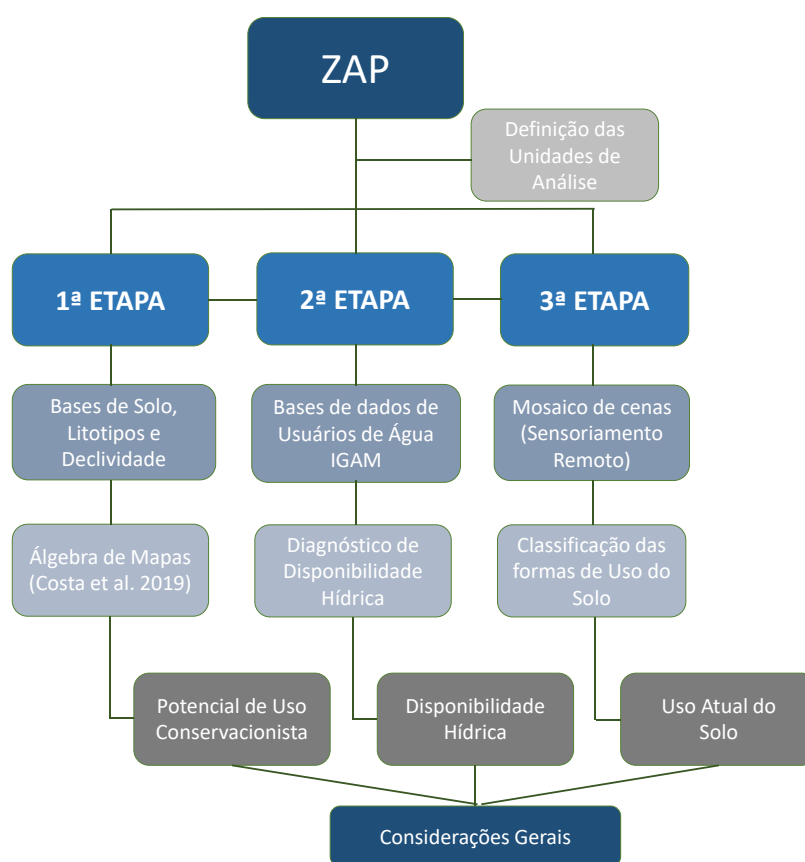 ZAP
Definição das
Unidades de
Análise
1ª ETAPA
2ª ETAPA
3ª ETAPA
Bases de Solo,
Litotipos e
Declividade
Bases de dados de
Usuários de Água
IGAM
Mosaico de cenas
(Sensoriamento
Remoto)
Álgebra de Mapas
(Costa et al. 2019)
Diagnóstico de
Disponibilidade
Hídrica
Classificação das
formas de Uso do
Solo
Potencial de Uso
Conservacionista
Disponibilidade
Hídrica
Uso Atual do
Solo
Considerações Gerais